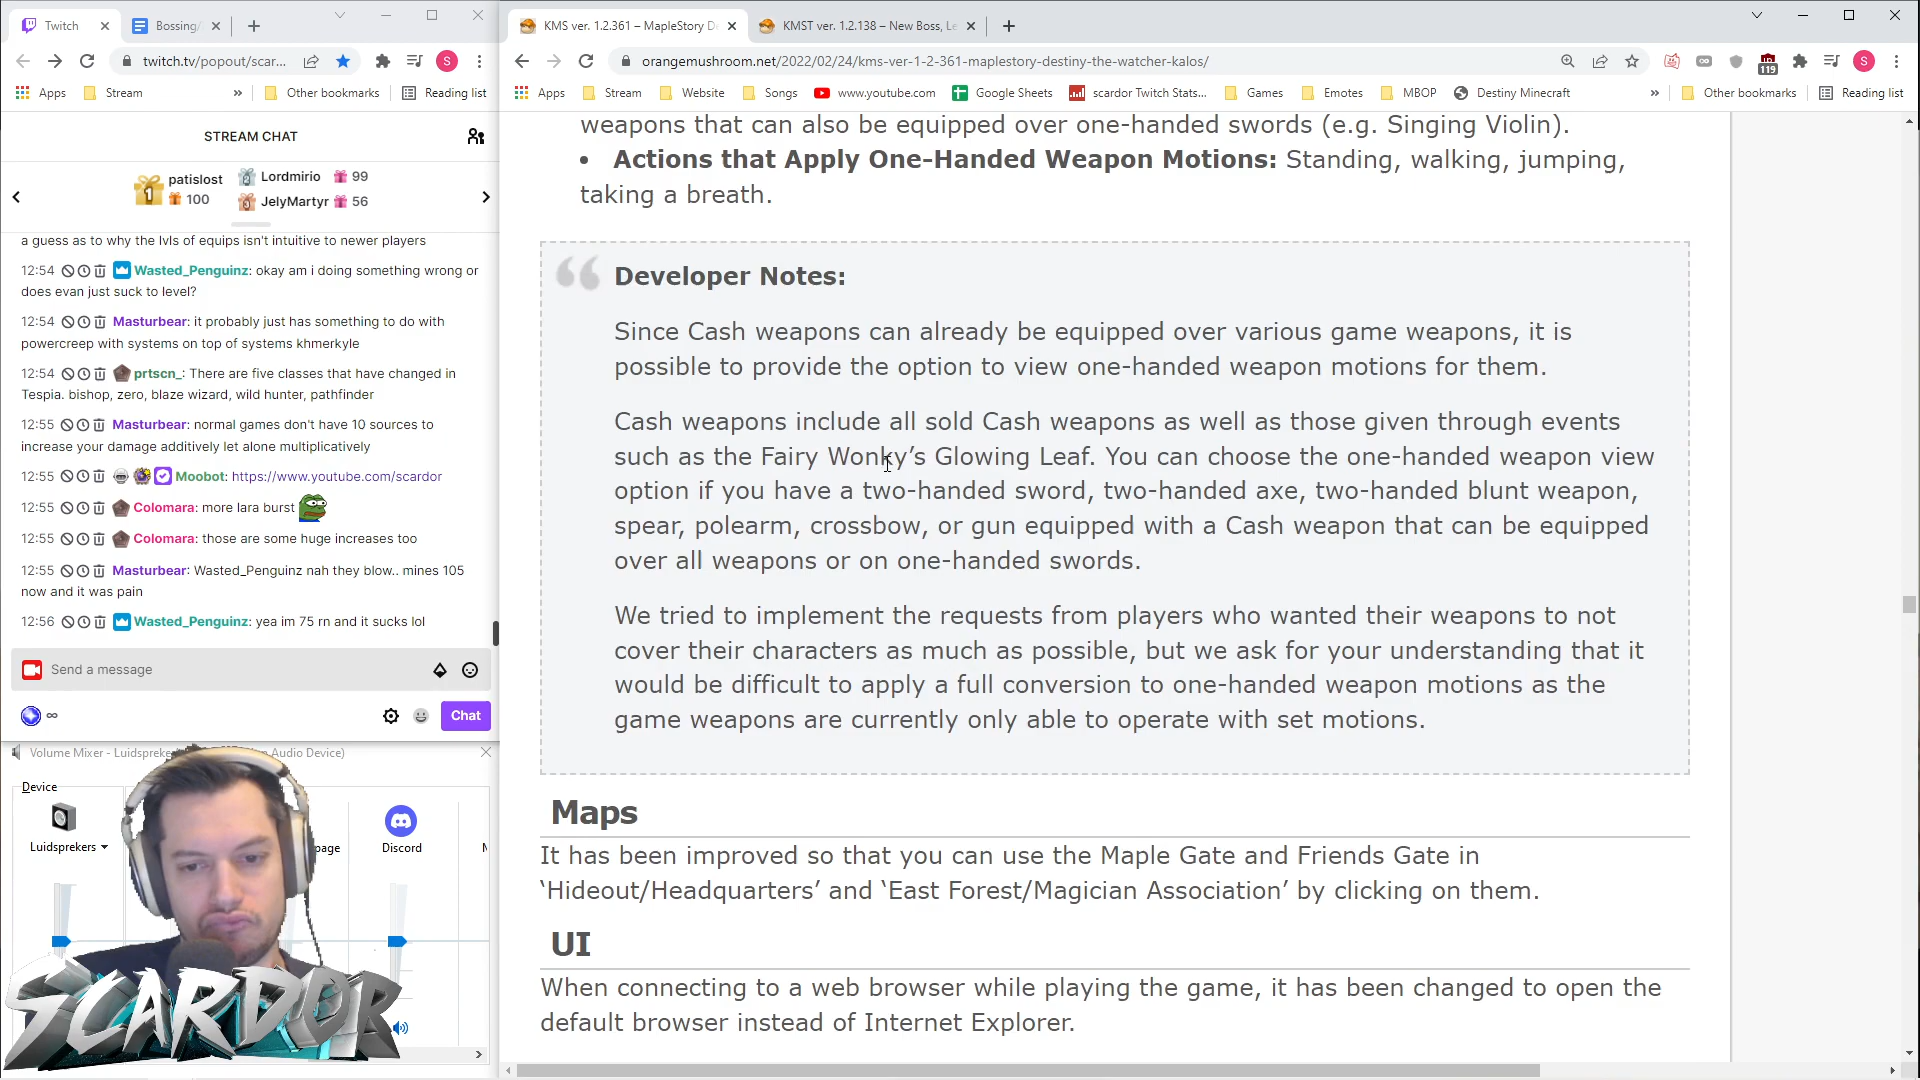 Twitch
Bossing/
twitch.tv/popout/scar...
Apps
Stream
»
Other bookmarks
Reading list
STREAM CHAT
patislost
100
Lordmirio 99
JelyMartyr 56
a guess as to why the lvls of equips isn't intuitive to newer players
12:54 Wasted_Penguinz: okay am i doing something wrong or
does evan just suck to level?
12:54 Masturbear: it probably just has something to do with
powercreep with systems on top of systems khmerkyle
12:54 prtscn_: There are five classes that have changed in
Tespia. bishop, zero, blaze wizard, wild hunter, pathfinder
12:55 Masturbear: normal games don't have 10 sources to
increase your damage additively let alone multiplicatively
12:55 Moobot: https://www.youtube.com/scardor
12:55 Colomara: more lara burst
12:55 Colomara: those are some huge increases too
12:55 Masturbear: Wasted_Penguinz nah they blow.. mines 105
now and it was pain
12:56 Wasted_Penguinz: yea im 75 rn and it sucks lol
Send a message
∞
Chat
Volume Mixer - Luidspreke Audio Device)
Device
Luidsprekers
page
Discord
SCARDOR
KMS ver. 1.2.361 – MapleStory D
KMST ver. 1.2.138 – New Boss, Le
orangemushroom.net/2022/02/24/kms-ver-1-2-361-maplestory-destiny-the-watcher-kalos/
119
S
Apps
Stream
Website
Songs
www.youtube.com
Google Sheets
scardor Twitch Stats...
Games
Emotes
MBOP
Destiny Minecraft
»
Other bookmarks
Reading list
weapons that can also be equipped over one-handed swords (e.g. Singing Violin).
• Actions that Apply One-Handed Weapon Motions: Standing, walking, jumping,
taking a breath.
Developer Notes:
Since Cash weapons can already be equipped over various game weapons, it is
possible to provide the option to view one-handed weapon motions for them.
Cash weapons include all sold Cash weapons as well as those given through events
such as the Fairy Wonky’s Glowing Leaf. You can choose the one-handed weapon view
option if you have a two-handed sword, two-handed axe, two-handed blunt weapon,
spear, polearm, crossbow, or gun equipped with a Cash weapon that can be equipped
over all weapons or on one-handed swords.
We tried to implement the requests from players who wanted their weapons to not
cover their characters as much as possible, but we ask for your understanding that it
would be difficult to apply a full conversion to one-handed weapon motions as the
game weapons are currently only able to operate with set motions.
Maps
It has been improved so that you can use the Maple Gate and Friends Gate in
‘Hideout/Headquarters’ and ‘East Forest/Magician Association’ by clicking on them.
UI
When connecting to a web browser while playing the game, it has been changed to open the
default browser instead of Internet Explorer.